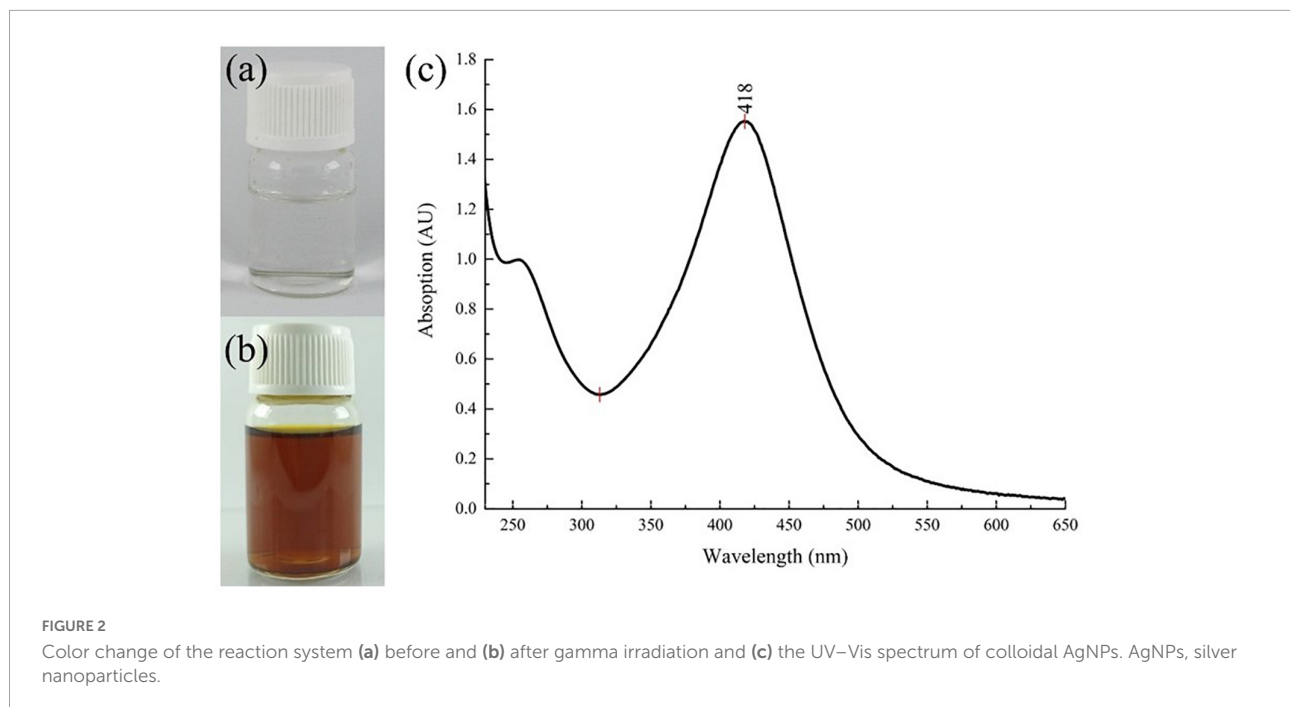 (a)
(b)
(c)
1.8
1.6
1.4
1.2
1.0
0.8
0.6
0.4
0.2
0.0
Absoption (AU)
418
250 300 350 400 450 500 550 600 650
Wavelength (nm)
FIGURE 2
Color change of the reaction system (a) before and (b) after gamma irradiation and (c) the UV–Vis spectrum of colloidal AgNPs. AgNPs, silver
nanoparticles.